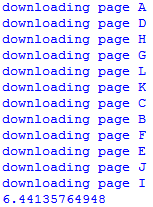 downloading page A
downloading page D
downloading page H
downloading page G
downloading page L
downloading page K
downloading page C
downloading page B
downloading page F
downloading page E
downloading page J
downloading page I
6.44135764948